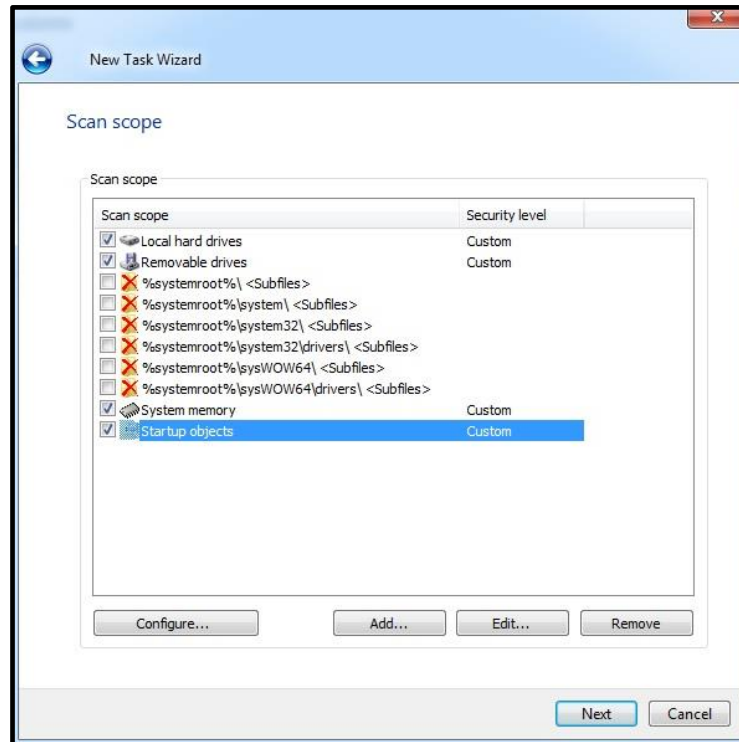 New Task Wizard
Scan scope
Scan scope
Scan scope Security level
Local hard drives Custom
Removable drives Custom
%systemroot%\ <Subfiles>
%systemroot%\system\ <Subfiles>
%systemroot%\system32\ <Subfiles>
%systemroot%\system32\drivers\ <Subfiles>
%systemroot%\sysWOW64\ <Subfiles>
%systemroot%\sysWOW64\drivers\ <Subfiles>
System memory Custom
Startup objects Custom
Configure... Add... Edit... Remove
Next Cancel